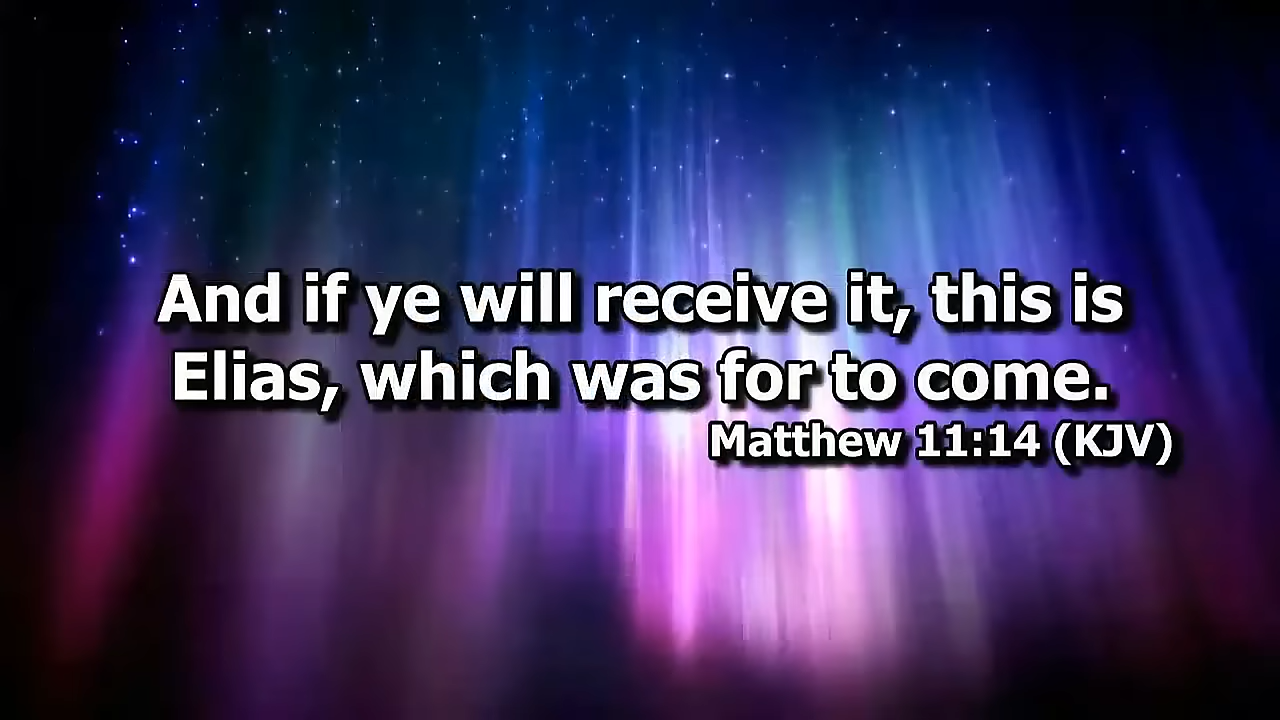 And if ye will receive it, this is
Elias, which was for to come.
Matthew 11:14 (KJV)